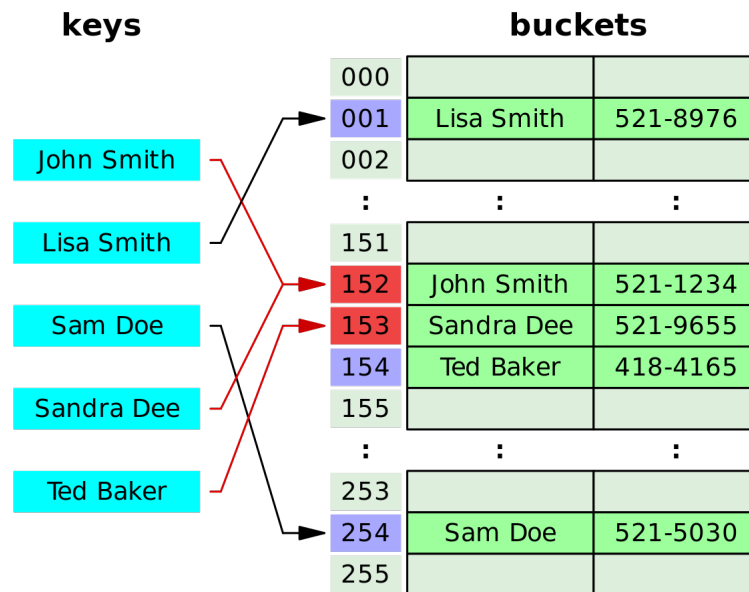 keys
buckets
John Smith
Lisa Smith
Sam Doe
Sandra Dee
Ted Baker
000
001 Lisa Smith 521-8976
002
: : :
151
152 John Smith 521-1234
153 Sandra Dee 521-9655
154 Ted Baker 418-4165
155
: : :
253
254 Sam Doe 521-5030
255